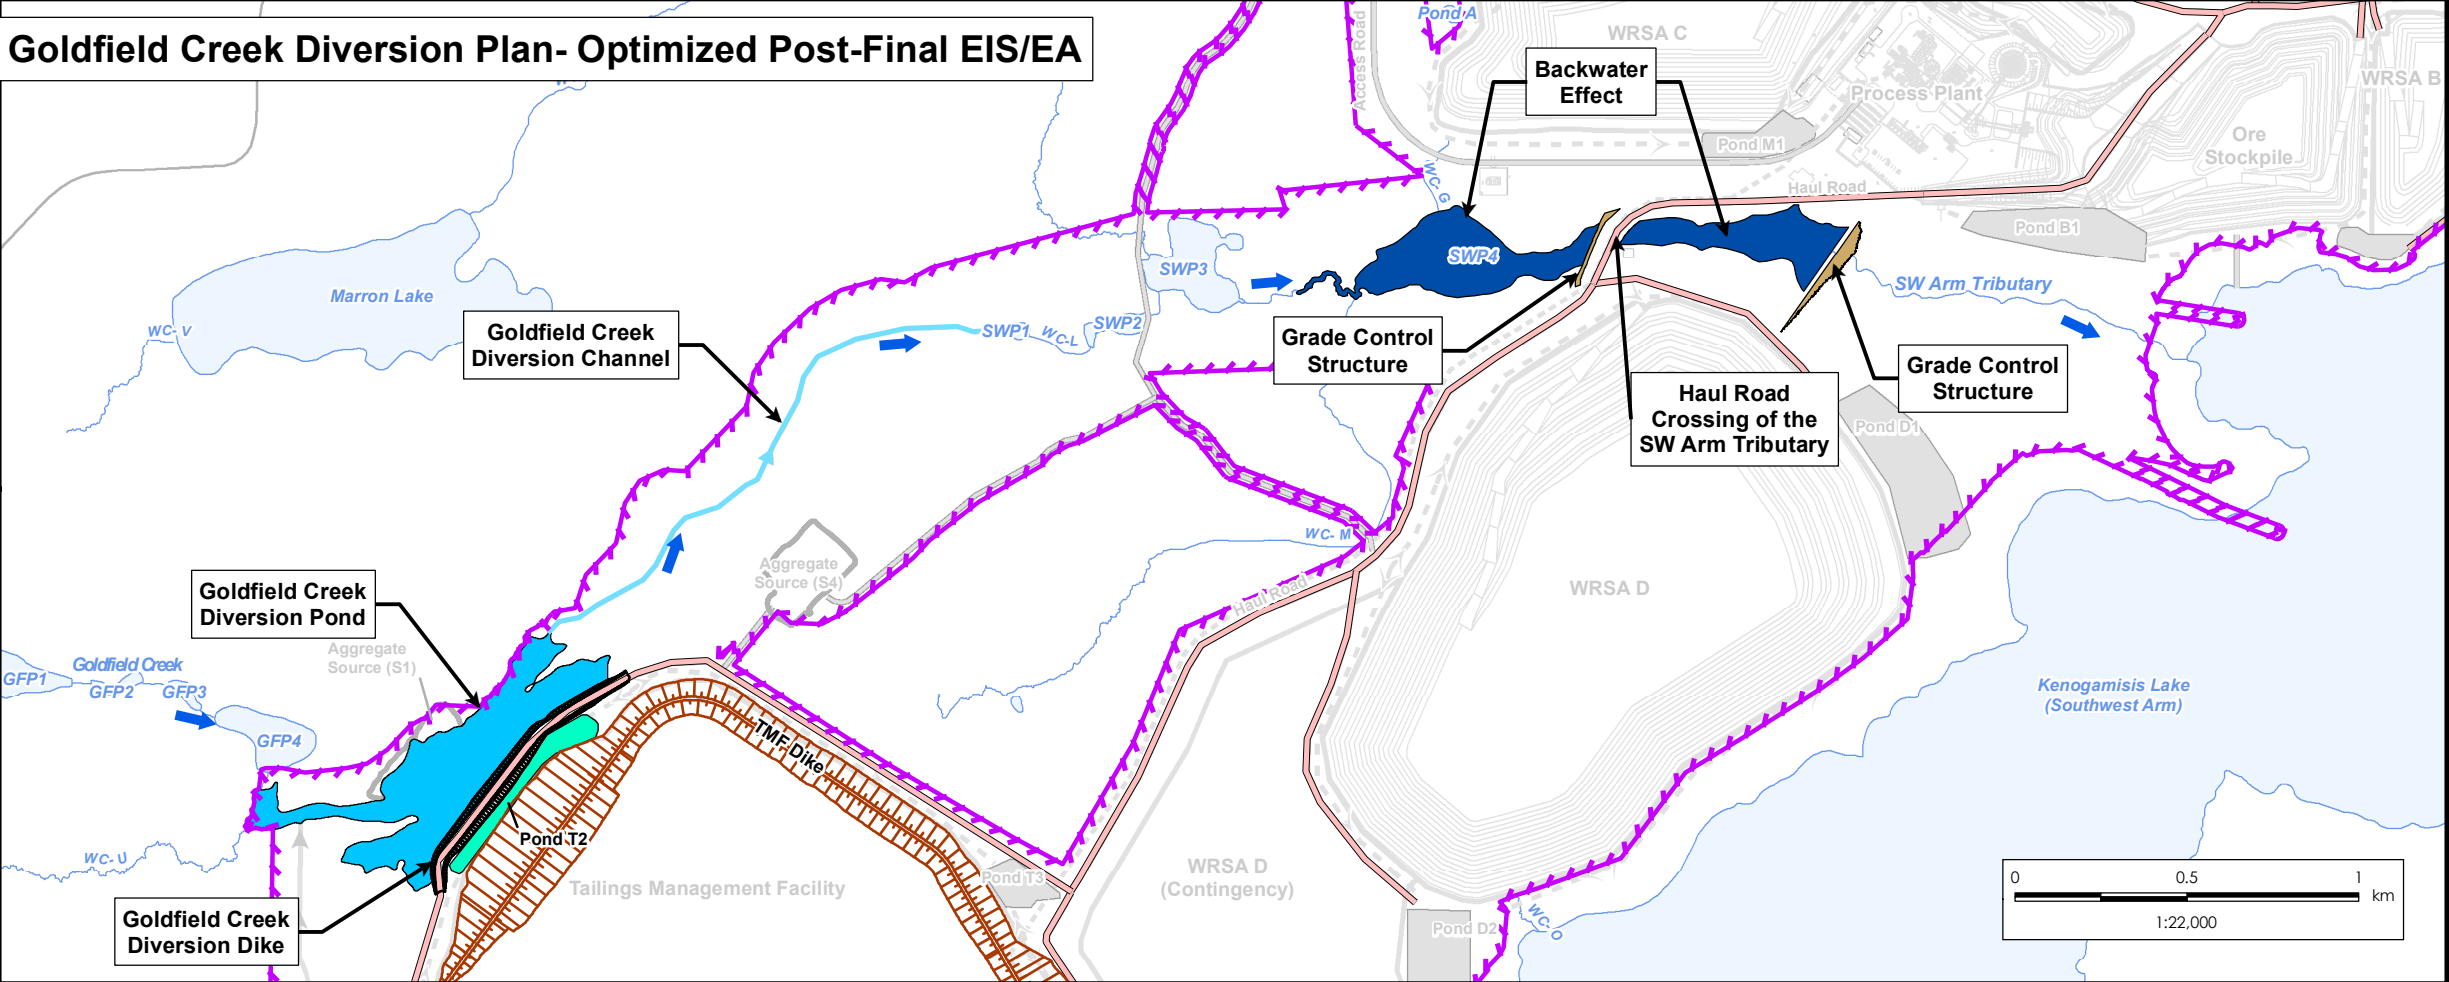 Goldfield Creek Diversion Plan- Optimized Post-Final EIS/EA
Pond A
Access Road
WRSA C
Backwater
Effect
Process Plant
WRSA B
Pond M1
Ore
Stockpile
WC- G
Haul Road
Pond B1
SWP4
SWP3
SW Arm Tributary
Marron Lake
WC- V
Goldfield Creek
Diversion Channel
SWP1
WC-L
SWP2
Grade Control
Structure
Grade Control
Structure
Haul Road
Crossing of the
SW Arm Tributary
Pond D1
WC- M
Aggregate
Source (S4)
Haul Road
WRSA D
Goldfield Creek
Diversion Pond
Aggregate
Source (S1)
Goldfield Creek
GFP1
GFP2
GFP3
GFP4
Kenogamisis Lake
(Southwest Arm)
TMF Dike
Pond T2
WC- U
Tailings Management Facility
Pond T3
WRSA D
(Contingency)
Pond D2
WC-O
Goldfield Creek
Diversion Dike
0 0.5 1
km
1:22,000